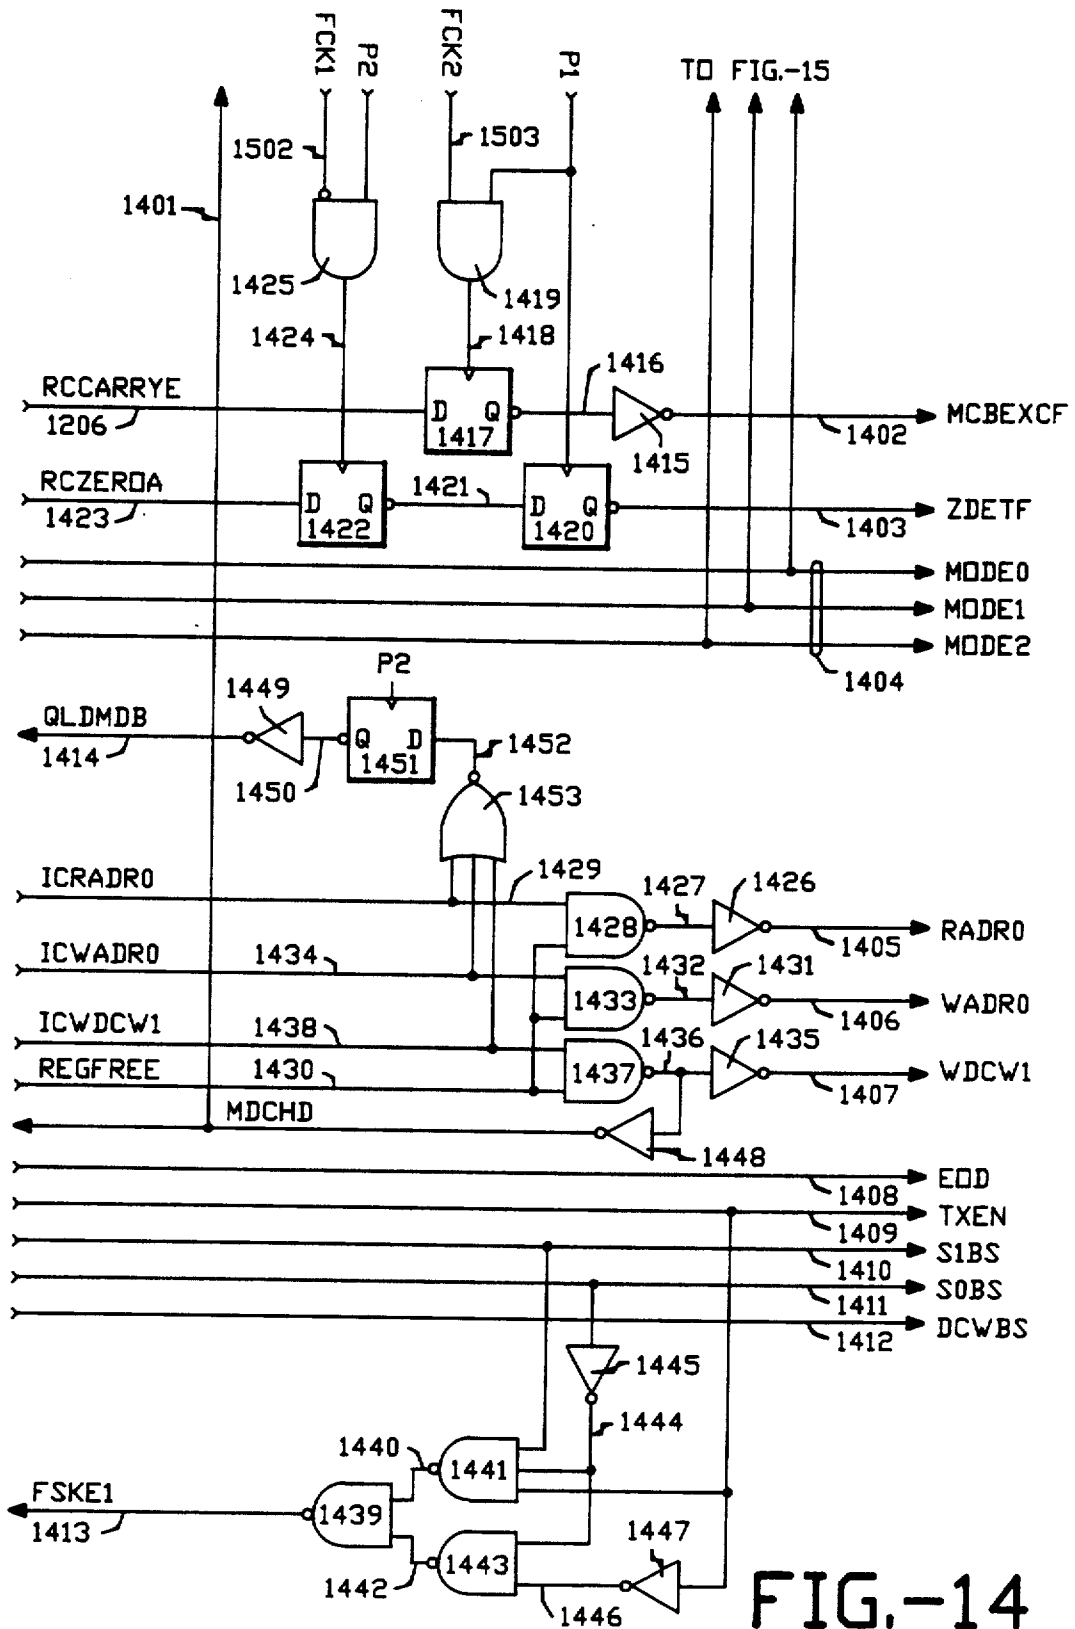 FCK1
P2
FCK2
P1
TO FIG.-15
1502
1503
1401
1425
1419
1424
1418
1416
RCCARRYE
1206
D Q
1417
1415
1402
MCBEXCF
RCZEROA
1423
D Q
1422
1421
D Q
1420
1403
ZDETF
MODE0
MODE1
MODE2
1404
P2
1449
QLDMDB
1414
1450
Q D
1451
1452
1453
ICRADR0
1429
1428
1427
1426
1405
RADR0
ICWADR0
1434
1433
1432
1431
1406
WADR0
ICWDCW1
1438
1437
1436
1435
1407
WDCW1
REGFREE
1430
MDCHD
1448
1408
EOD
1409
TXEN
1410
S1BS
1411
S0BS
1412
DCWBS
1445
1444
1440
1441
FSKE1
1413
1439
1442
1443
1447
1446
FIG.-14